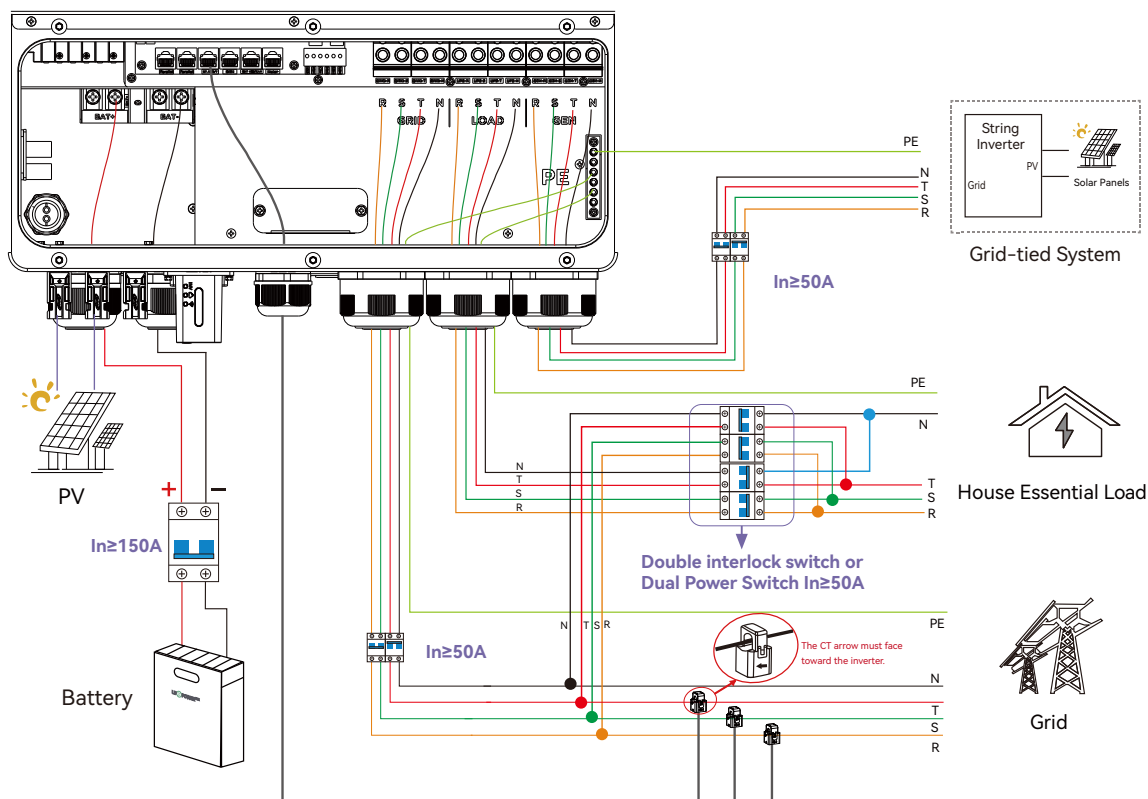 BAT+
BAT-
R S T N R S T N R S T N
GRID LOAD GEN
PE
PE
N
T
S
R
String
Inverter
PV
Grid
Solar Panels
Grid-tied System
In≥50A
PV
+ −
In≥150A
Battery
PE
N
N
T
S
R
T
S
R
House Essential Load
Double interlock switch or
Dual Power Switch In≥50A
In≥50A
N T S R
PE
The CT arrow must face
toward the inverter.
N
T
S
R
Grid